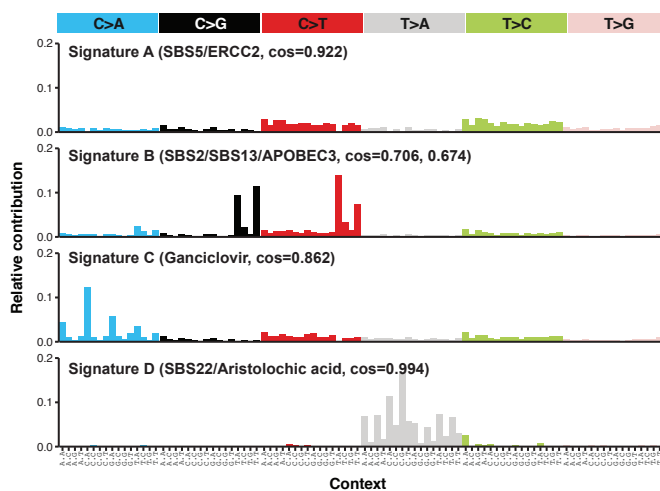 C>A C>G C>T T>A T>C T>G
Signature A (SBS5/ERCC2, cos=0.922)
0.2
0.1
0.0
Signature B (SBS2/SBS13/APOBEC3, cos=0.706, 0.674)
0.2
0.1
0.0
Relative contribution
Signature C (Ganciclovir, cos=0.862)
0.2
0.1
0.0
Signature D (SBS22/Aristolochic acid, cos=0.994)
0.2
0.1
0.0
Context